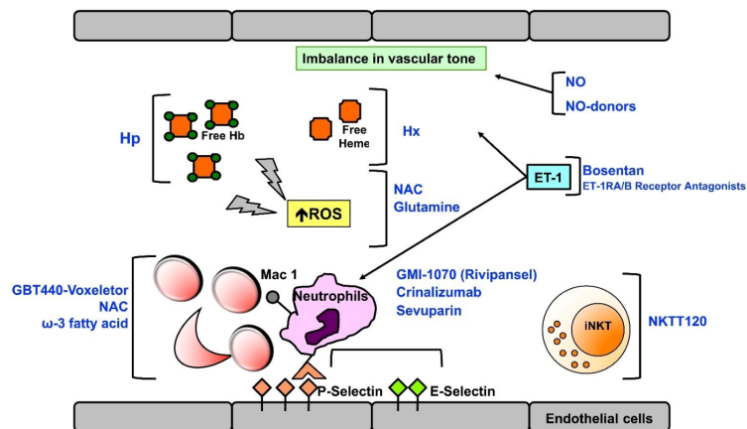 Imbalance in vascular tone
NO
NO-donors
Hp
Free Hb
Free
Heme
Hx
ET-1
Bosentan
ET-1RA/B Receptor Antagonists
NAC
Glutamine
↑ROS
GBT440-Voxeletor
NAC
ω-3 fatty acid
Mac 1
Neutrophils
GMI-1070 (Rivipansel)
Crinalizumab
Sevuparin
iNKT
NKTT120
P-Selectin
E-Selectin
Endothelial cells